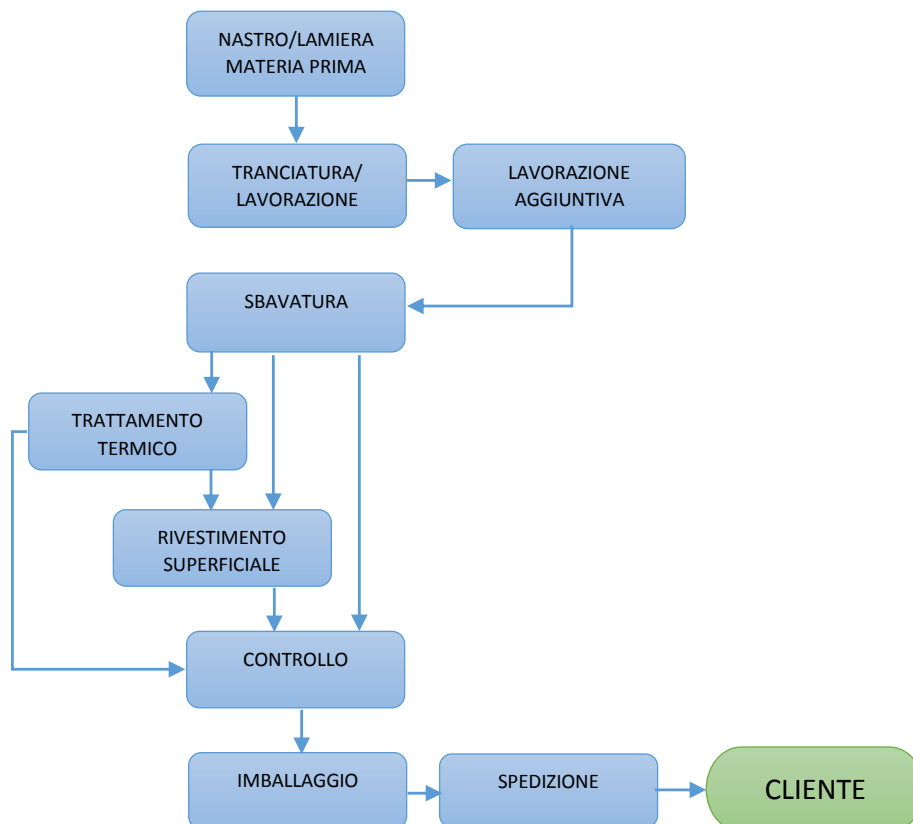 NASTRO/LAMIERA
MATERIA PRIMA
TRANCIATURA/
LAVORAZIONE
LAVORAZIONE
AGGIUNTIVA
SBAVATURA
TRATTAMENTO
TERMICO
RIVESTIMENTO
SUPERFICIALE
CONTROLLO
IMBALLAGGIO
SPEDIZIONE
CLIENTE